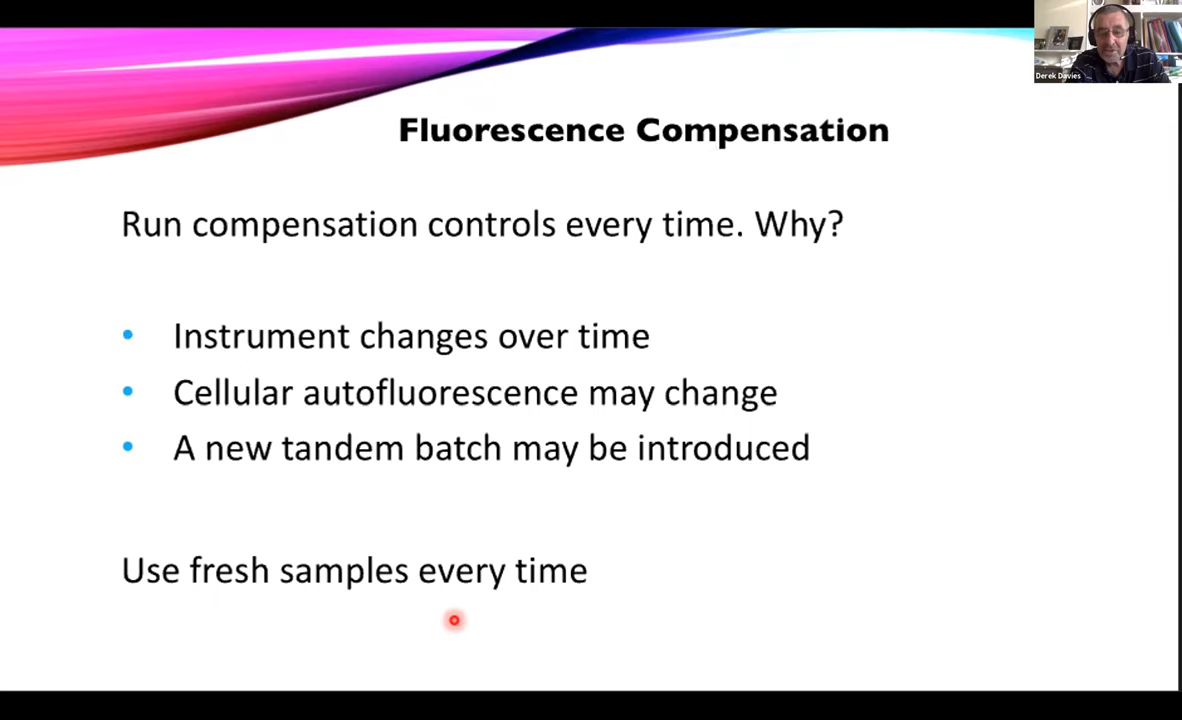 Derek Davies
Fluorescence Compensation
Run compensation controls every time. Why?
• Instrument changes over time
• Cellular autofluorescence may change
• A new tandem batch may be introduced
Use fresh samples every time